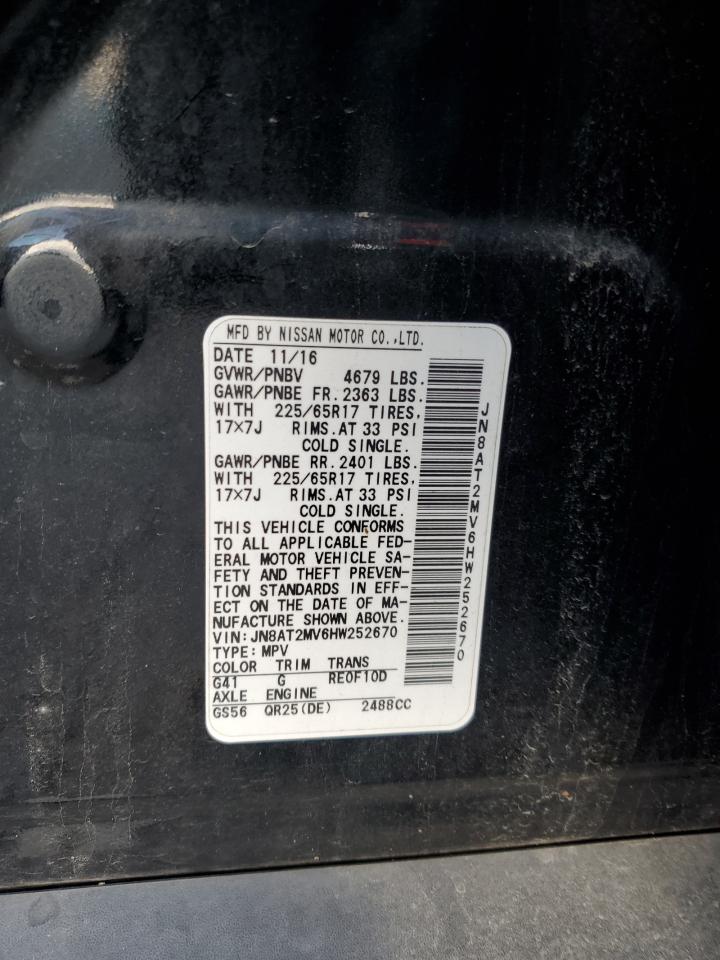 MFD BY NISSAN MOTOR CO.,LTD.
DATE 11/16
GVWR/PNBV 4679 LBS.
GAWR/PNBE FR. 2363 LBS.
WITH 225/65R17 TIRES,
17×7J RIMS.AT 33 PSI
COLD SINGLE.
GAWR/PNBE RR. 2401 LBS.
WITH 225/65R17 TIRES,
17×7J RIMS.AT 33 PSI
COLD SINGLE.
THIS VEHICLE CONFORMS
TO ALL APPLICABLE FED-
ERAL MOTOR VEHICLE SA-
FETY AND THEFT PREVEN-
TION STANDARDS IN EFF-
ECT ON THE DATE OF MA-
NUFACTURE SHOWN ABOVE.
VIN:JN8AT2MV6HW252670
TYPE:MPV
COLOR TRIM TRANS
G41 G RE0F10D
AXLE ENGINE
GS56 QR25(DE) 2488CC
JN8AT2MV6HW252670